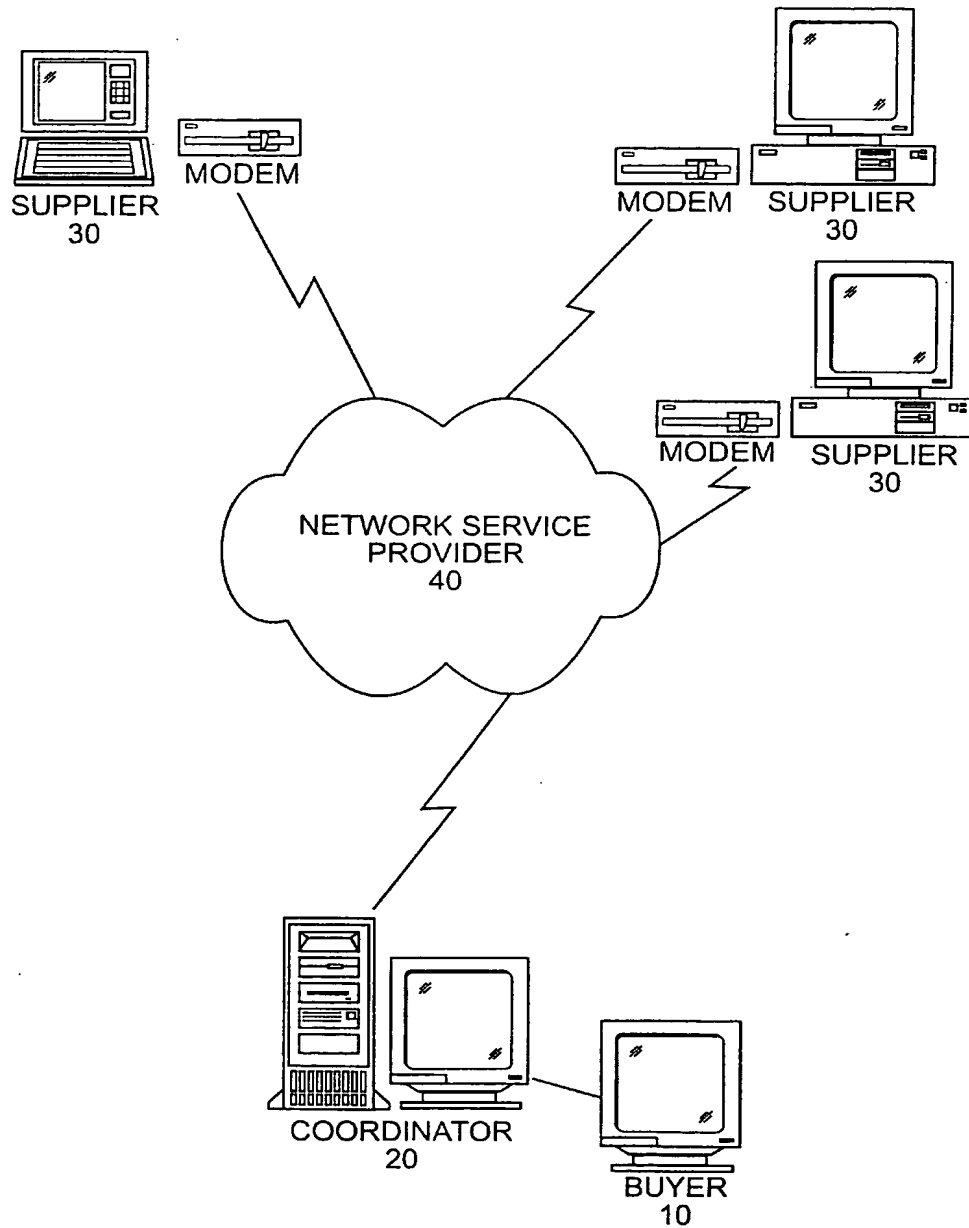 MODEM
SUPPLIER
30
MODEM
SUPPLIER
30
MODEM
SUPPLIER
30
NETWORK SERVICE
PROVIDER
40
COORDINATOR
20
BUYER
10